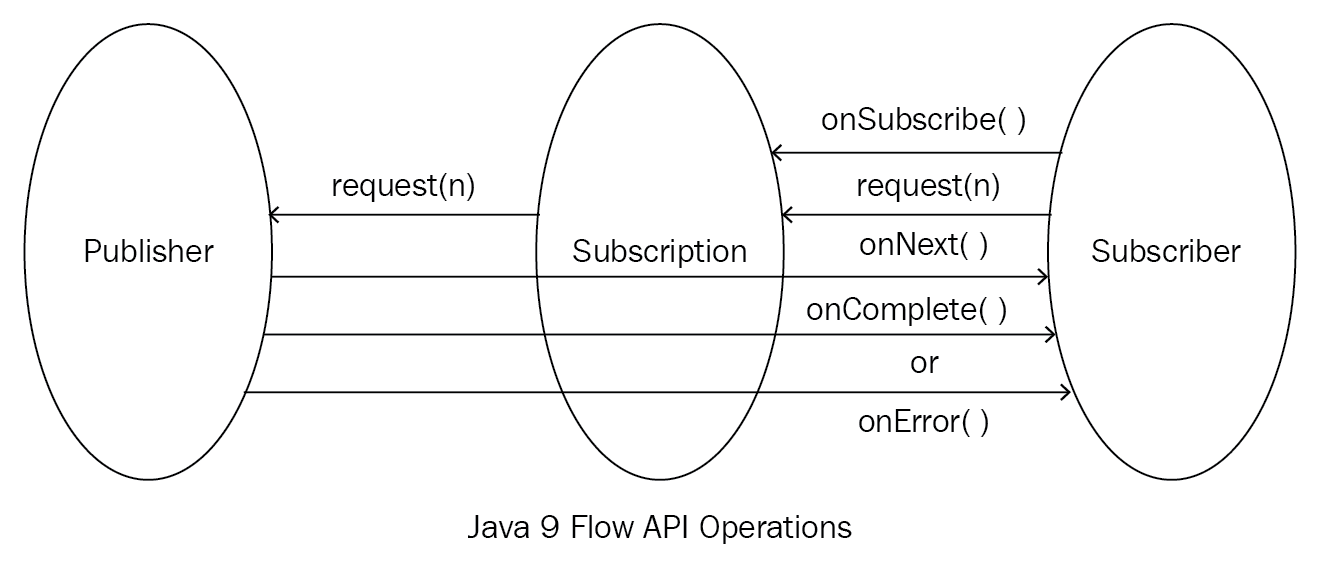 onSubscribe( )
request(n)
request(n)
Publisher
Subscription
onNext( )
Subscriber
onComplete( )
or
onError( )
Java 9 Flow API Operations